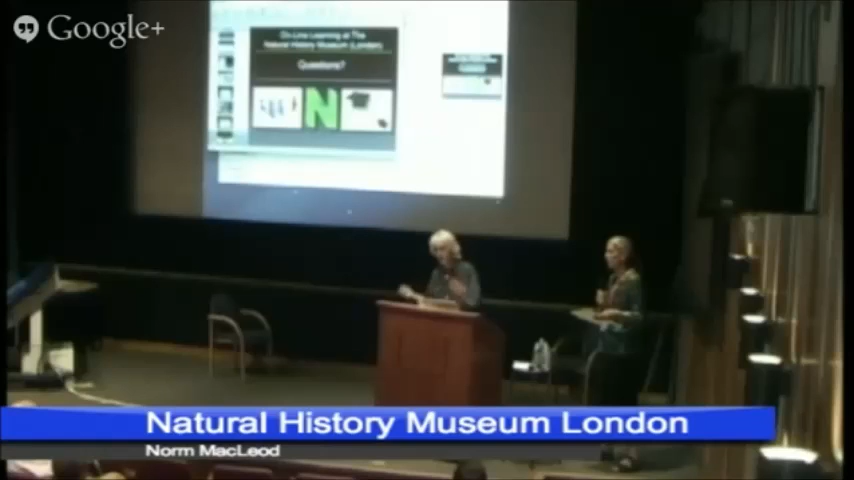 Google+
On-Line Learning at The
Natural History Museum (London)
Questions?
N
Natural History Museum London
Norm MacLeod